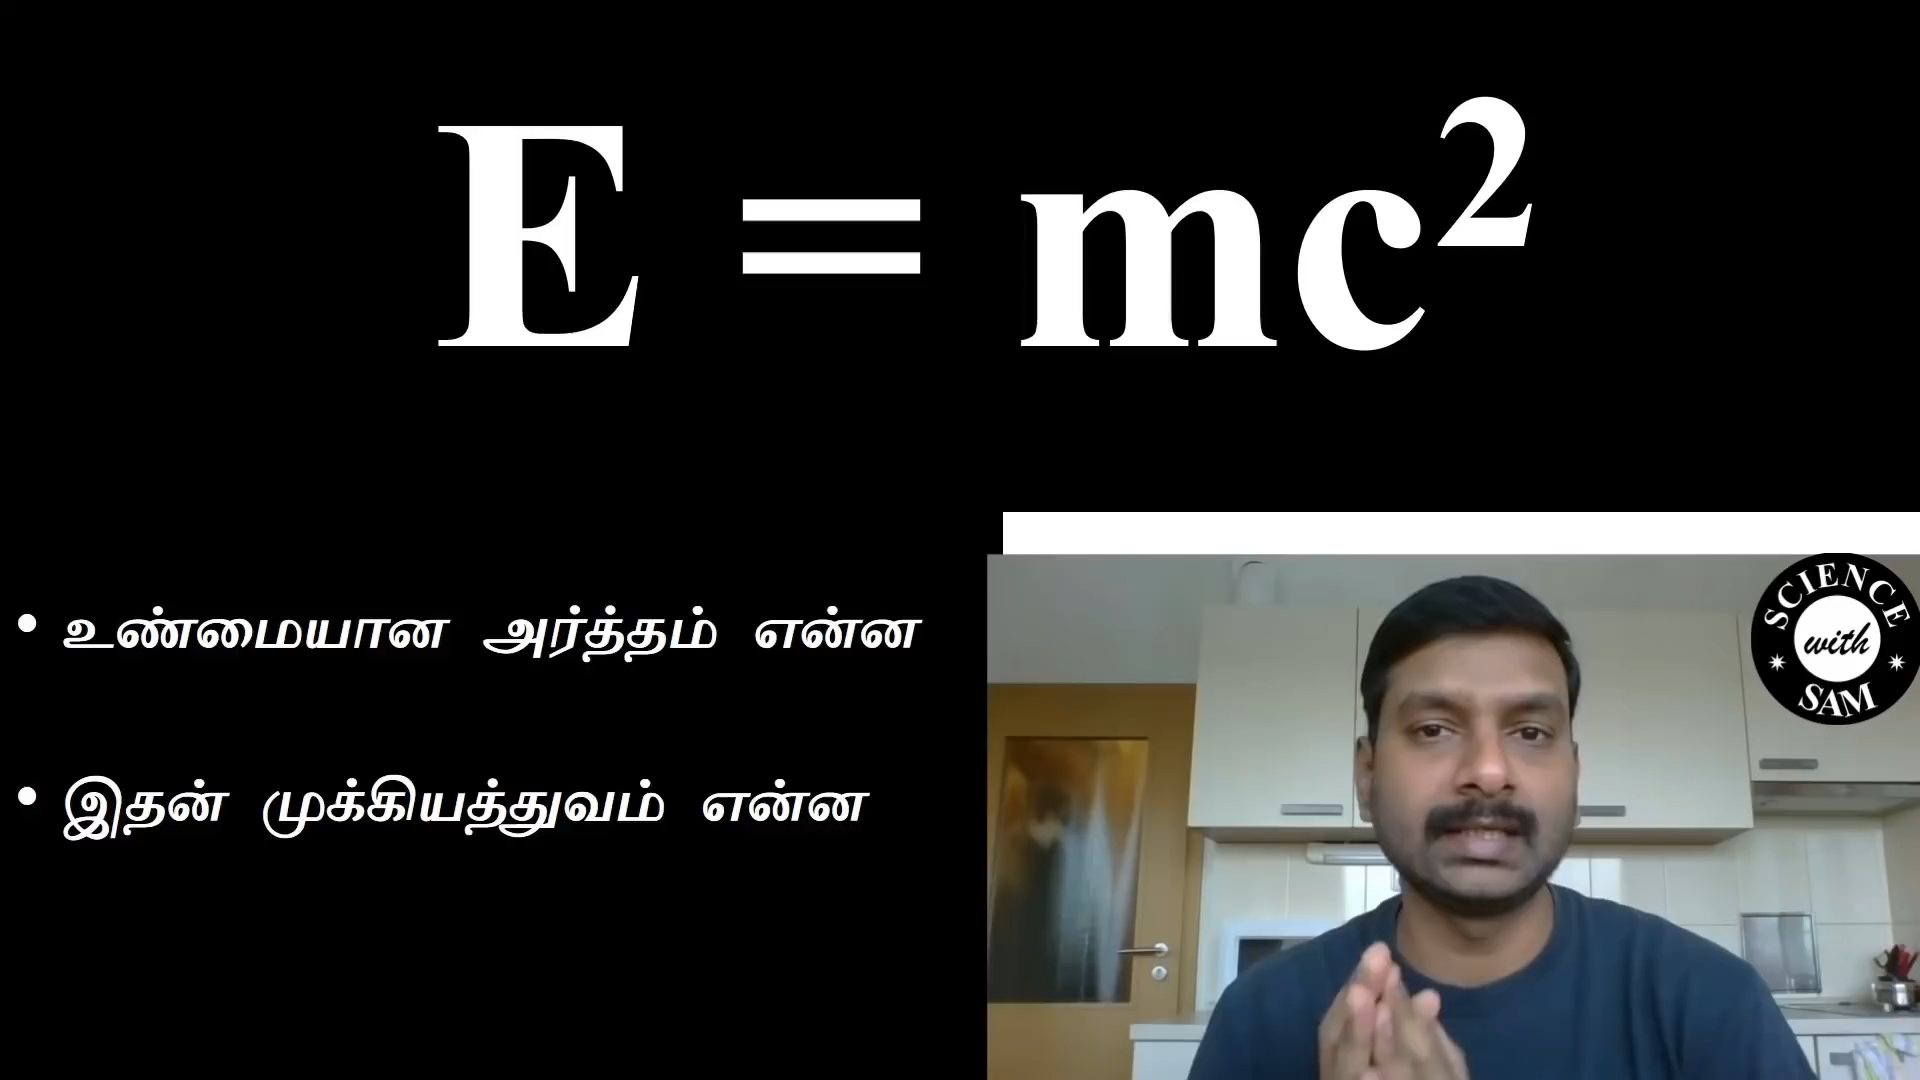 E = mc²
• உண்மையான அர்த்தம் என்ன
• இதன் முக்கியத்துவம் என்ன
SCIENCE
with
SAM